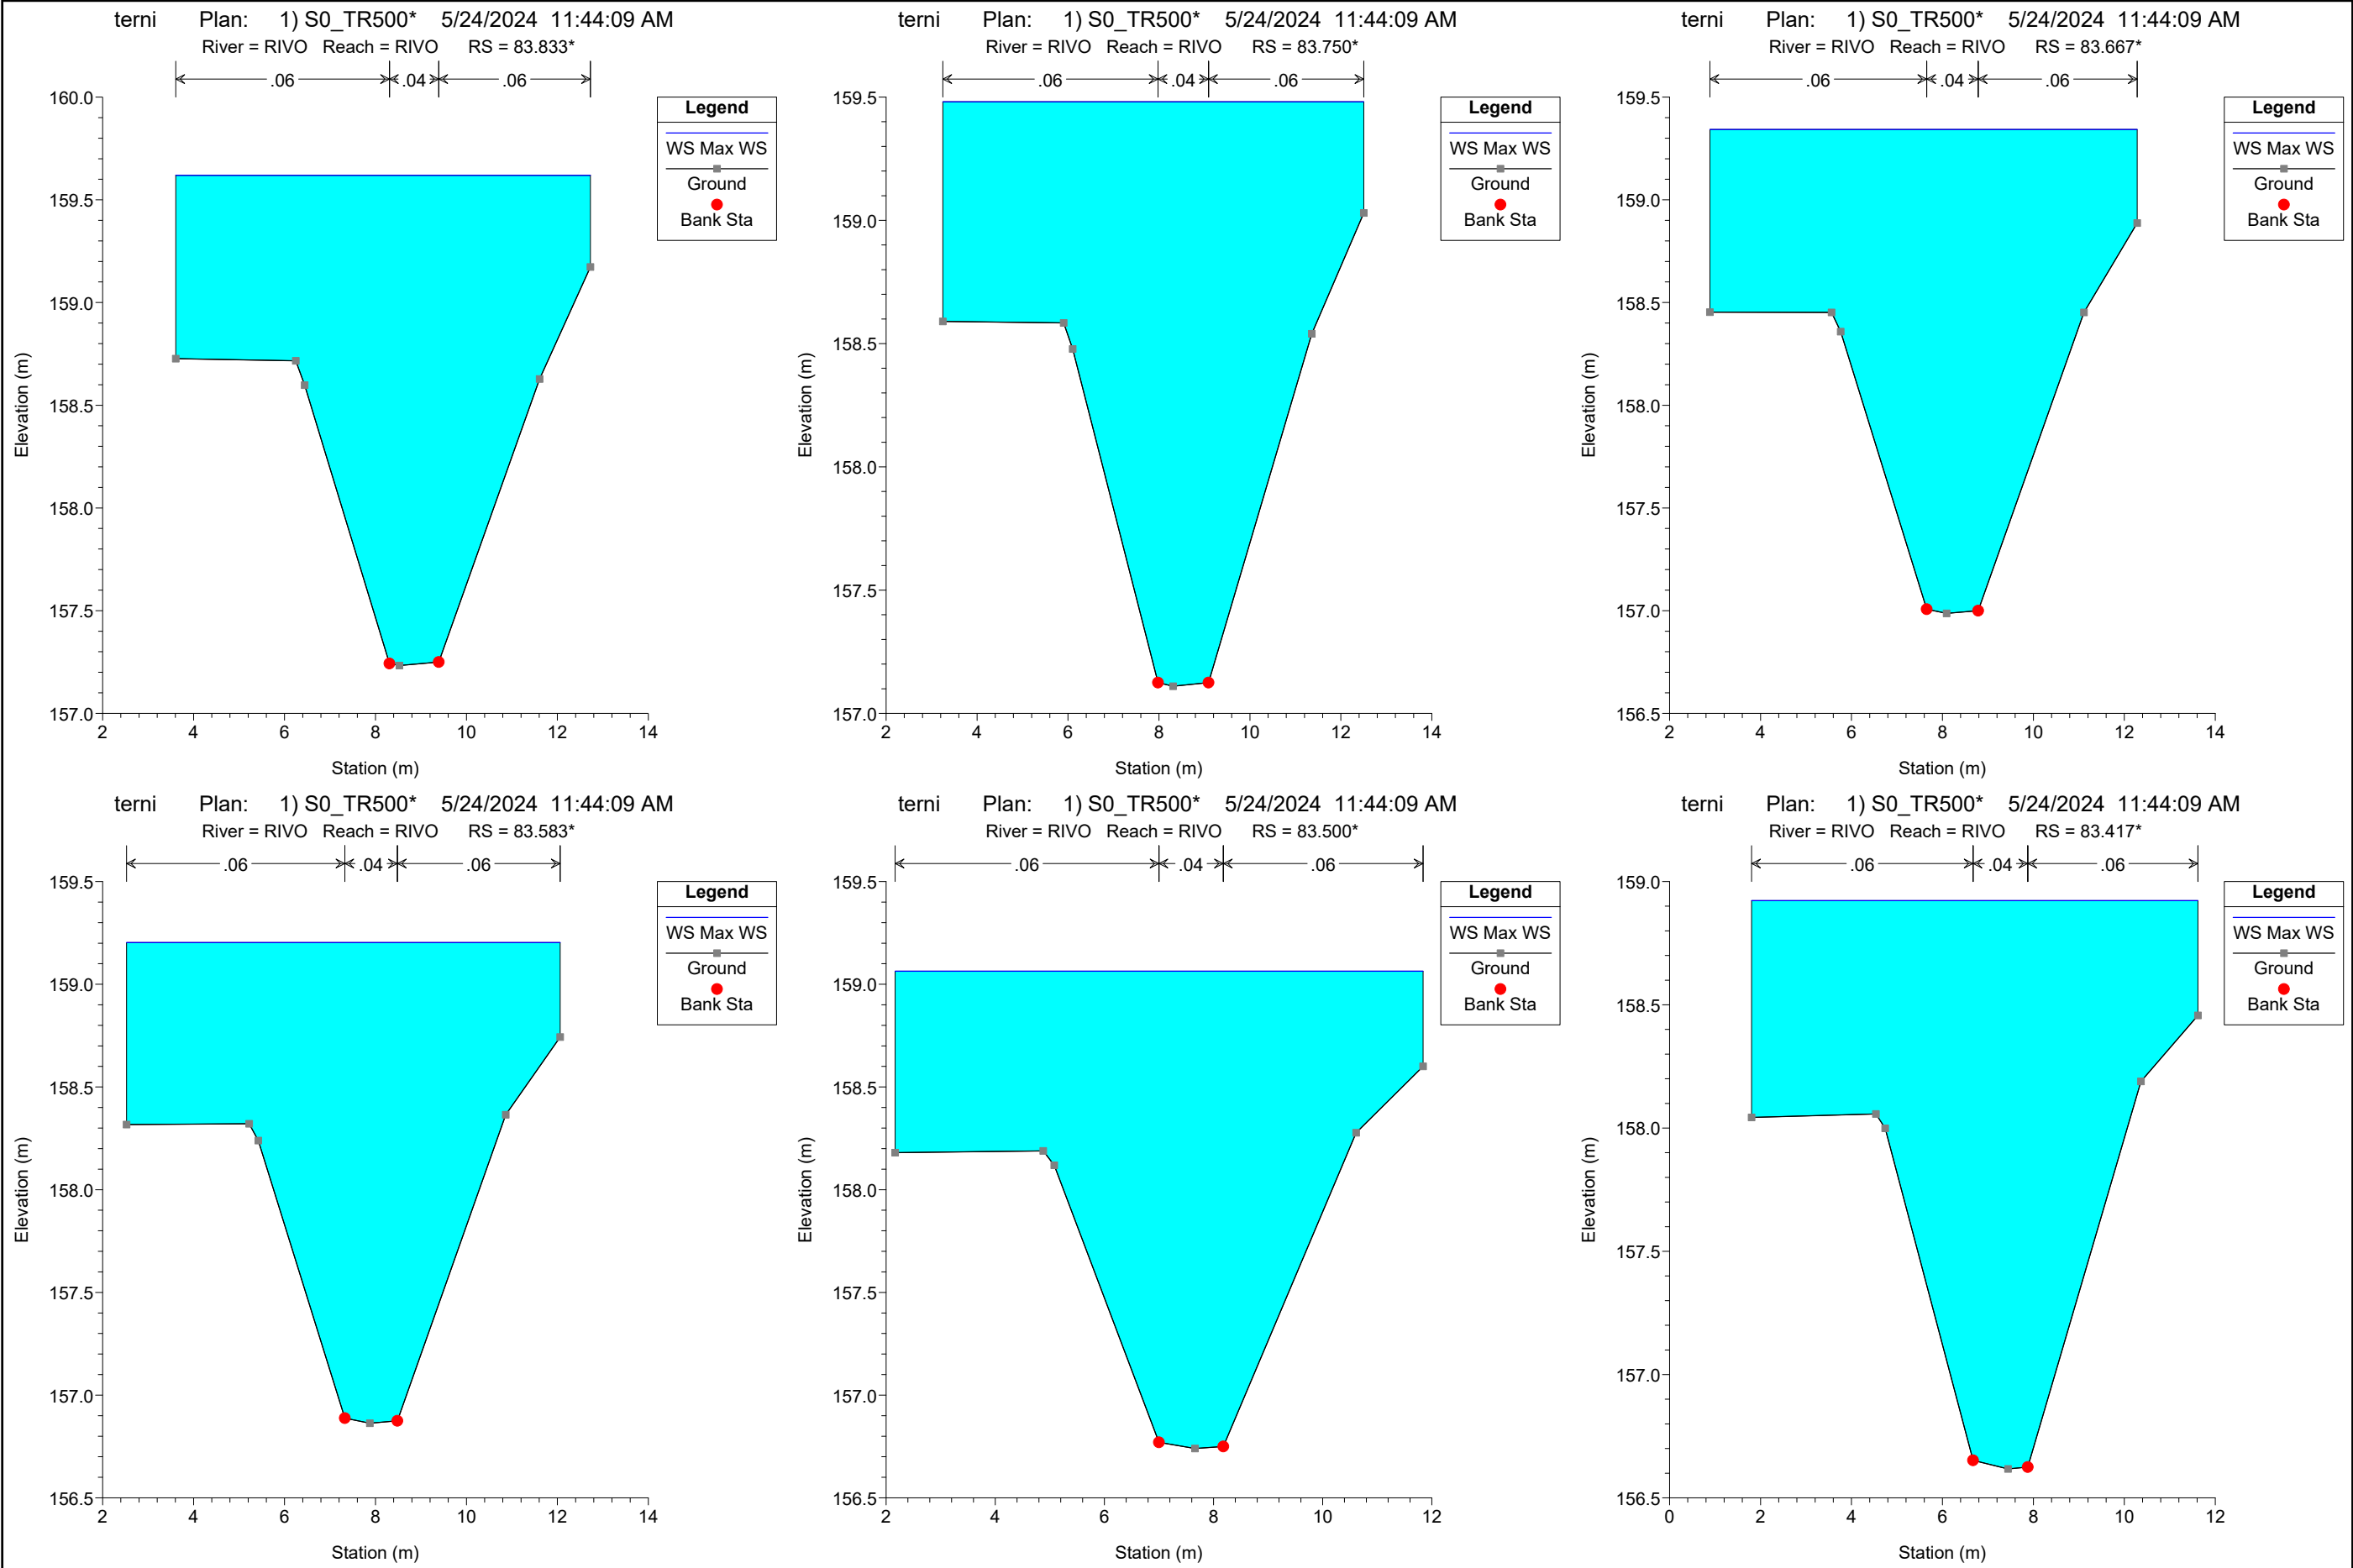 terni Plan: 1) S0_TR500* 5/24/2024 11:44:09 AM
River = RIVO Reach = RIVO RS = 83.833*
.06 .04 .06
Legend
WS Max WS
Ground
Bank Sta
160.0
159.5
159.0
158.5
158.0
157.5
157.0
Elevation (m)
2 4 6 8 10 12 14
Station (m)
terni Plan: 1) S0_TR500* 5/24/2024 11:44:09 AM
River = RIVO Reach = RIVO RS = 83.750*
.06 .04 .06
Legend
WS Max WS
Ground
Bank Sta
159.5
159.0
158.5
158.0
157.5
157.0
Elevation (m)
2 4 6 8 10 12 14
Station (m)
terni Plan: 1) S0_TR500* 5/24/2024 11:44:09 AM
River = RIVO Reach = RIVO RS = 83.667*
.06 .04 .06
Legend
WS Max WS
Ground
Bank Sta
159.5
159.0
158.5
158.0
157.5
157.0
156.5
Elevation (m)
2 4 6 8 10 12 14
Station (m)
terni Plan: 1) S0_TR500* 5/24/2024 11:44:09 AM
River = RIVO Reach = RIVO RS = 83.583*
.06 .04 .06
Legend
WS Max WS
Ground
Bank Sta
159.5
159.0
158.5
158.0
157.5
157.0
156.5
Elevation (m)
2 4 6 8 10 12 14
Station (m)
terni Plan: 1) S0_TR500* 5/24/2024 11:44:09 AM
River = RIVO Reach = RIVO RS = 83.500*
.06 .04 .06
Legend
WS Max WS
Ground
Bank Sta
159.5
159.0
158.5
158.0
157.5
157.0
156.5
Elevation (m)
2 4 6 8 10 12
Station (m)
terni Plan: 1) S0_TR500* 5/24/2024 11:44:09 AM
River = RIVO Reach = RIVO RS = 83.417*
.06 .04 .06
Legend
WS Max WS
Ground
Bank Sta
159.0
158.5
158.0
157.5
157.0
156.5
Elevation (m)
0 2 4 6 8 10 12
Station (m)